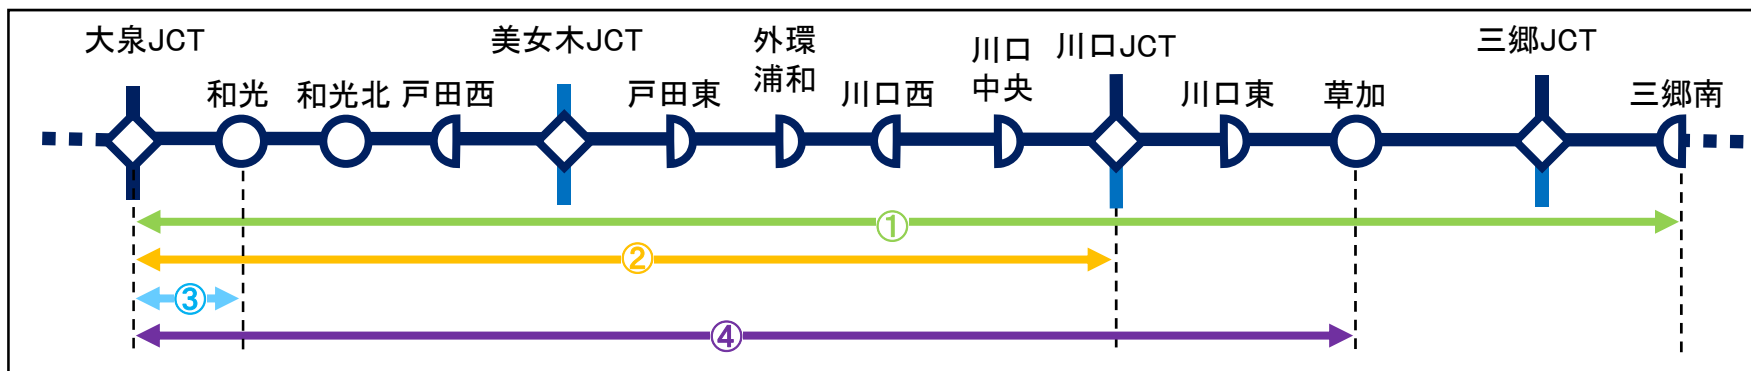 大泉JCT
和光
和光北
戸田西
美女木JCT
戸田東
外環
浦和
川口西
川口
中央
川口JCT
川口東
草加
三郷JCT
三郷南
①
②
③
④